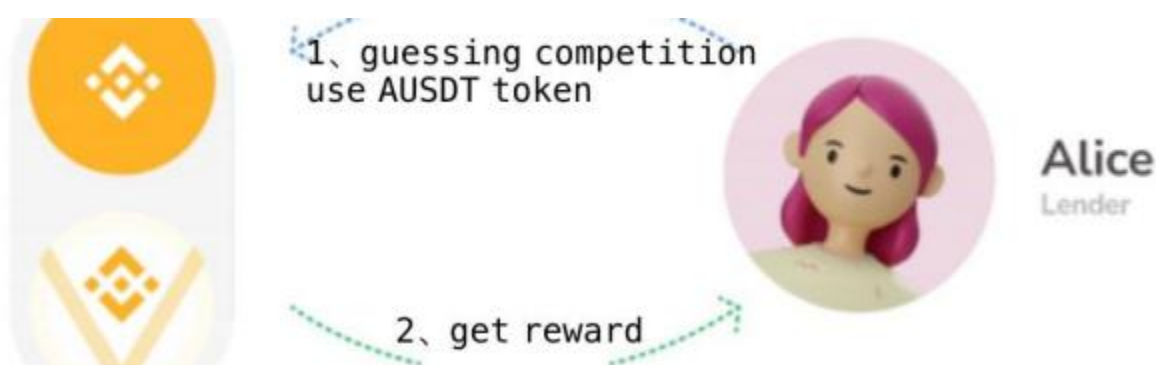 1、guessing competition
use AUSDT token
Alice
Lender
2、get reward